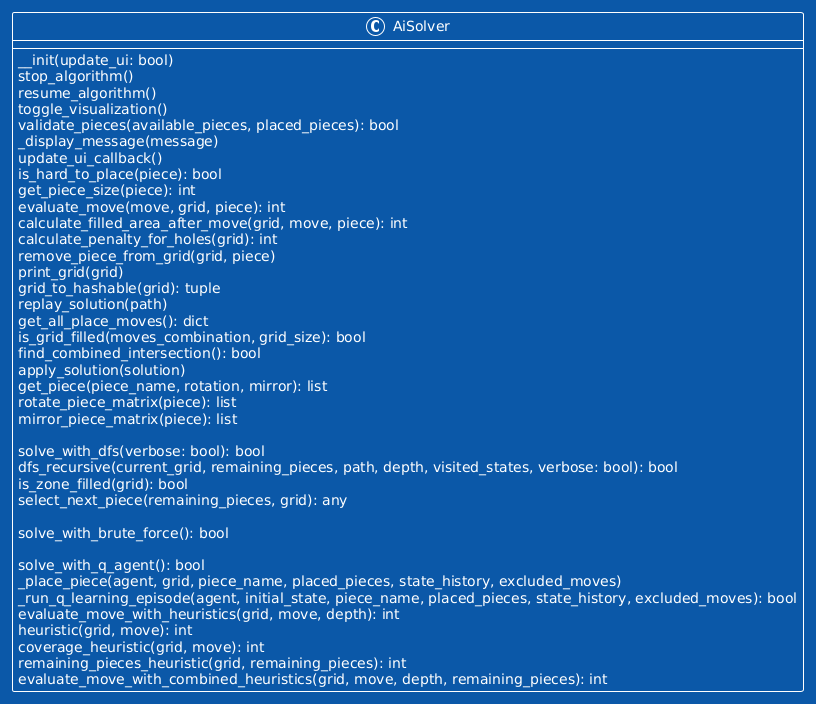 C AiSolver
__init(update_ui: bool)
stop_algorithm()
resume_algorithm()
toggle_visualization()
validate_pieces(available_pieces, placed_pieces): bool
_display_message(message)
update_ui_callback()
is_hard_to_place(piece): bool
get_piece_size(piece): int
evaluate_move(move, grid, piece): int
calculate_filled_area_after_move(grid, move, piece): int
calculate_penalty_for_holes(grid): int
remove_piece_from_grid(grid, piece)
print_grid(grid)
grid_to_hashable(grid): tuple
replay_solution(path)
get_all_place_moves(): dict
is_grid_filled(moves_combination, grid_size): bool
find_combined_intersection(): bool
apply_solution(solution)
get_piece(piece_name, rotation, mirror): list
rotate_piece_matrix(piece): list
mirror_piece_matrix(piece): list
solve_with_dfs(verbose: bool): bool
dfs_recursive(current_grid, remaining_pieces, path, depth, visited_states, verbose: bool): bool
is_zone_filled(grid): bool
select_next_piece(remaining_pieces, grid): any
solve_with_brute_force(): bool
solve_with_q_agent(): bool
_place_piece(agent, grid, piece_name, placed_pieces, state_history, excluded_moves)
_run_q_learning_episode(agent, initial_state, piece_name, placed_pieces, state_history, excluded_moves): bool
evaluate_move_with_heuristics(grid, move, depth): int
heuristic(grid, move): int
coverage_heuristic(grid, move): int
remaining_pieces_heuristic(grid, remaining_pieces): int
evaluate_move_with_combined_heuristics(grid, move, depth, remaining_pieces): int